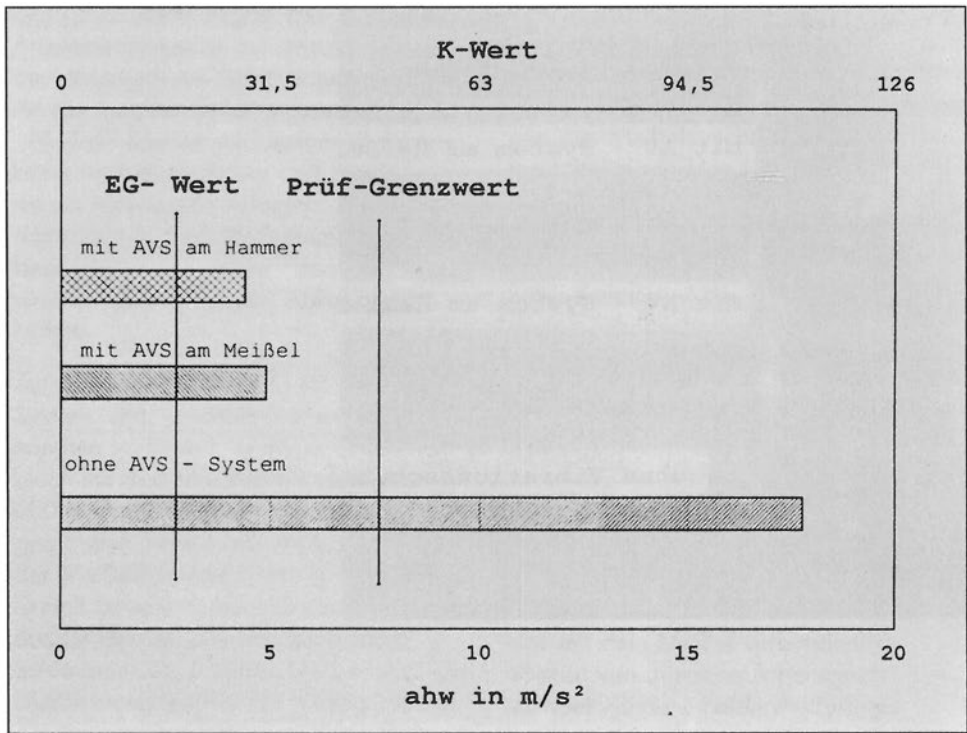 K-Wert
0 31,5 63 94,5 126
EG- Wert Prüf-Grenzwert
mit AVS am Hammer
mit AVS am Meißel
ohne AVS - System
0 5 10 15 20
ahw in m/s²